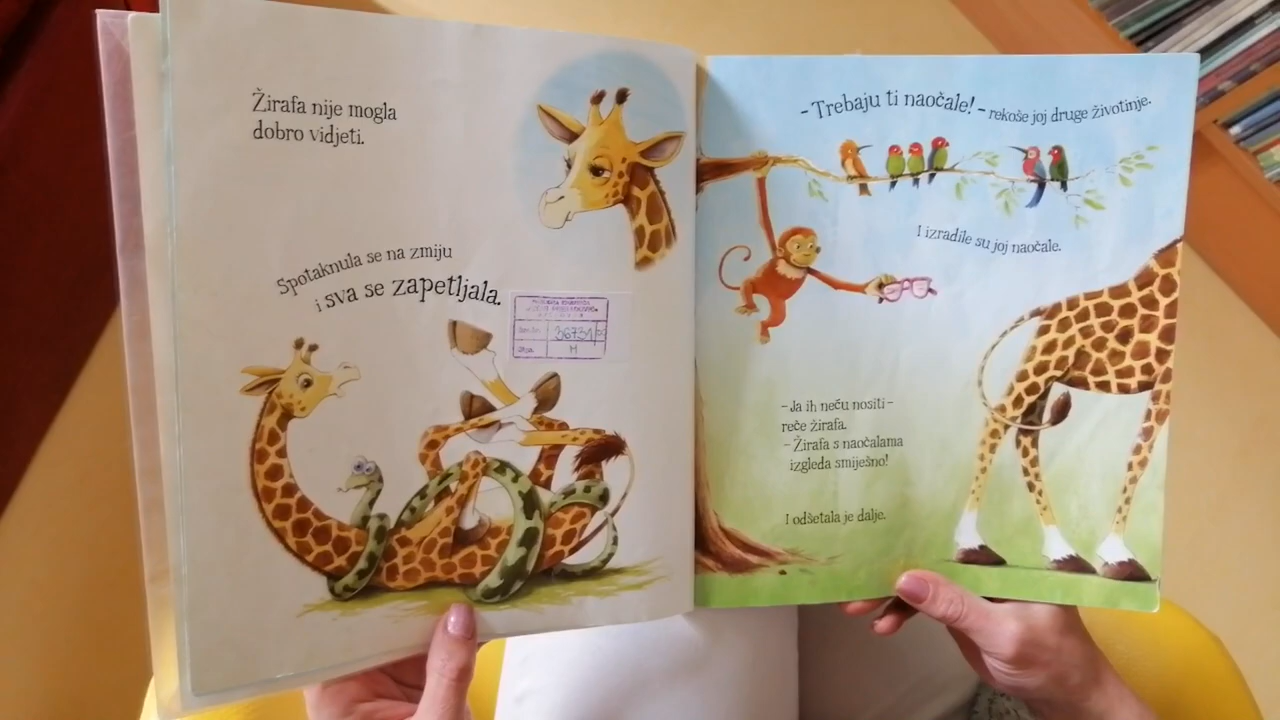 Žirafa nije mogla
dobro vidjeti.
Spotaknula se na zmiju
i sva se zapetljala.
36731/00
M
– Trebaju ti naočale! – rekoše joj druge životinje.
I izradile su joj naočale.
– Ja ih neću nositi –
reče žirafa.
– Žirafa s naočalama
izgleda smiješno!
I odšetala je dalje.